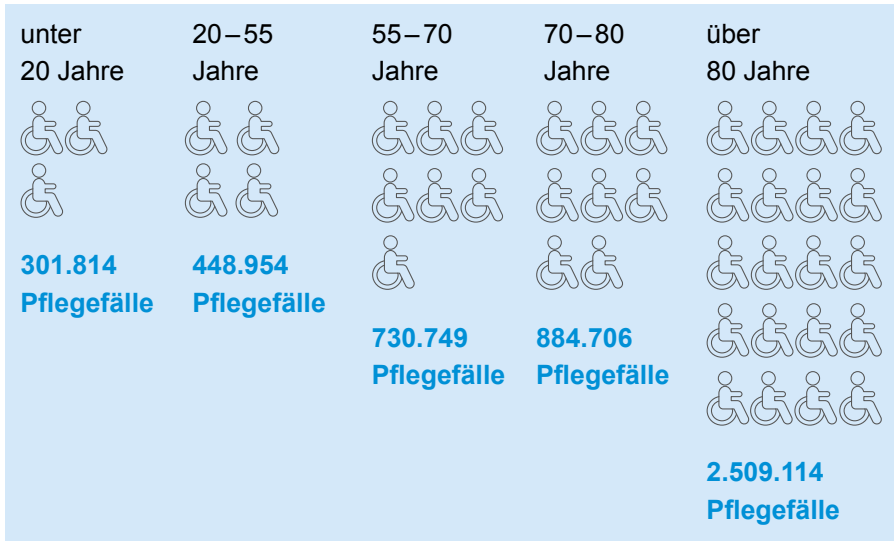 unter
20 Jahre
301.814
Pflegefälle
20–55
Jahre
448.954
Pflegefälle
55–70
Jahre
730.749
Pflegefälle
70–80
Jahre
884.706
Pflegefälle
über
80 Jahre
2.509.114
Pflegefälle